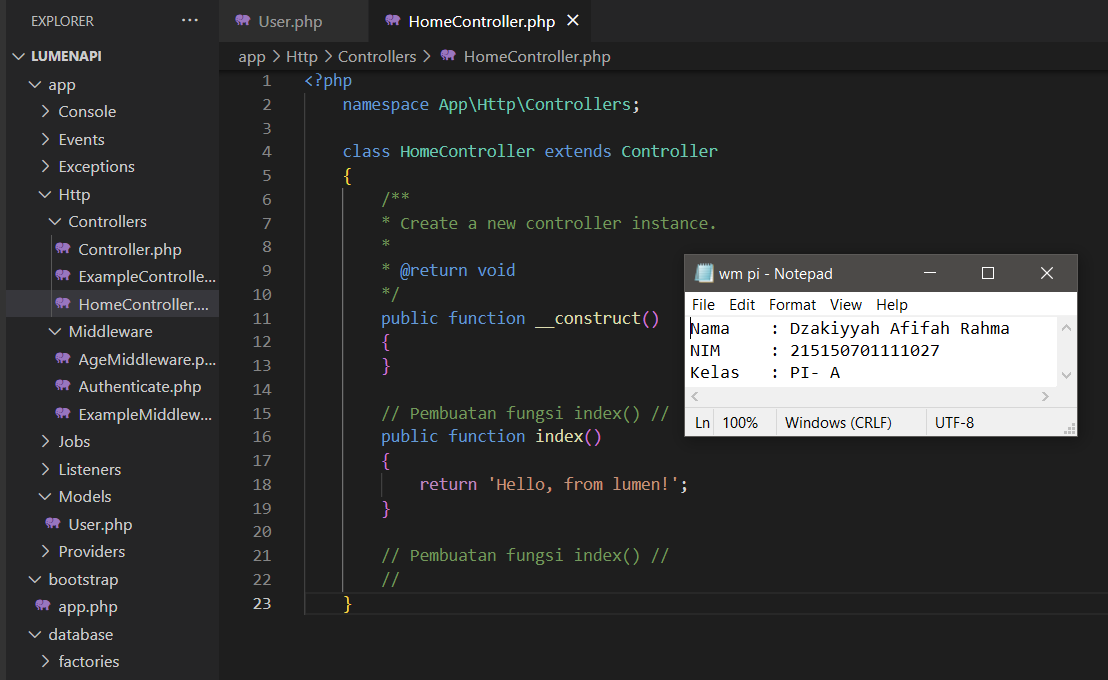 EXPLORER
LUMENAPI
app
Console
Events
Exceptions
Http
Controllers
Controller.php
ExampleControlle...
HomeController....
Middleware
AgeMiddleware.p...
Authenticate.php
ExampleMiddlew...
Jobs
Listeners
Models
User.php
Providers
bootstrap
app.php
database
factories
User.php
HomeController.php
app > Http > Controllers > HomeController.php
1 <?php
2 namespace App\Http\Controllers;
3
4 class HomeController extends Controller
5 {
6 /**
7 * Create a new controller instance.
8 *
9 * @return void
10 */
11 public function __construct()
12 {
13 }
14
15 // Pembuatan fungsi index() //
16 public function index()
17 {
18 return 'Hello, from lumen!';
19 }
20
21 // Pembuatan fungsi index() //
22 //
23 }
wm pi - Notepad
File Edit Format View Help
Nama : Dzakiyyah Afifah Rahma
NIM : 215150701111027
Kelas : PI- A
Ln 100% Windows (CRLF) UTF-8